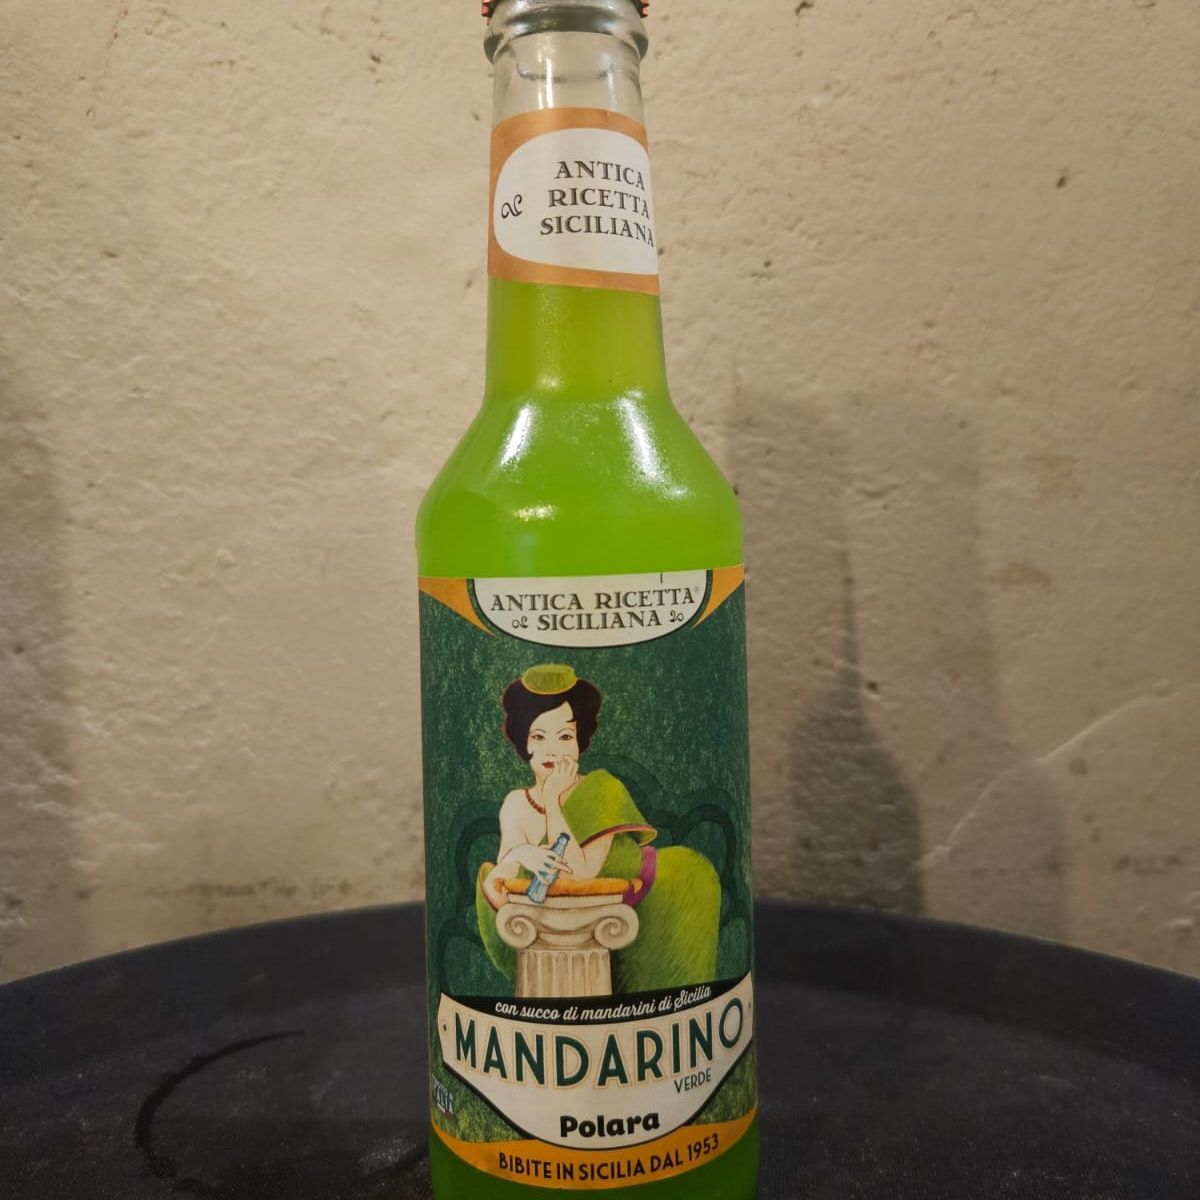 ANTICA
RICETTA
SICILIANA
ANTICA RICETTA
SICILIANA
con succo di mandarini di Sicilia
MANDARINO
VERDE
Polara
BIBITE IN SICILIA DAL 1953